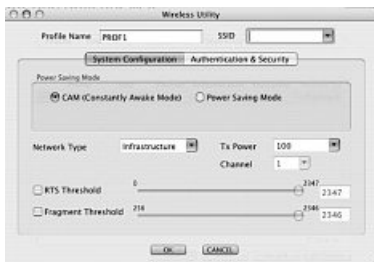 Wireless Utility
Profile Name PROF1 SSID
System Configuration Authentication & Security
Power Saving Mode
CAM (Constantly Awake Mode) Power Saving Mode
Network Type Infrastructure Tx Power 100
Channel 1
0 2347
RTS Threshold 2347
256 2346
Fragment Threshold 2346
OK CANCEL